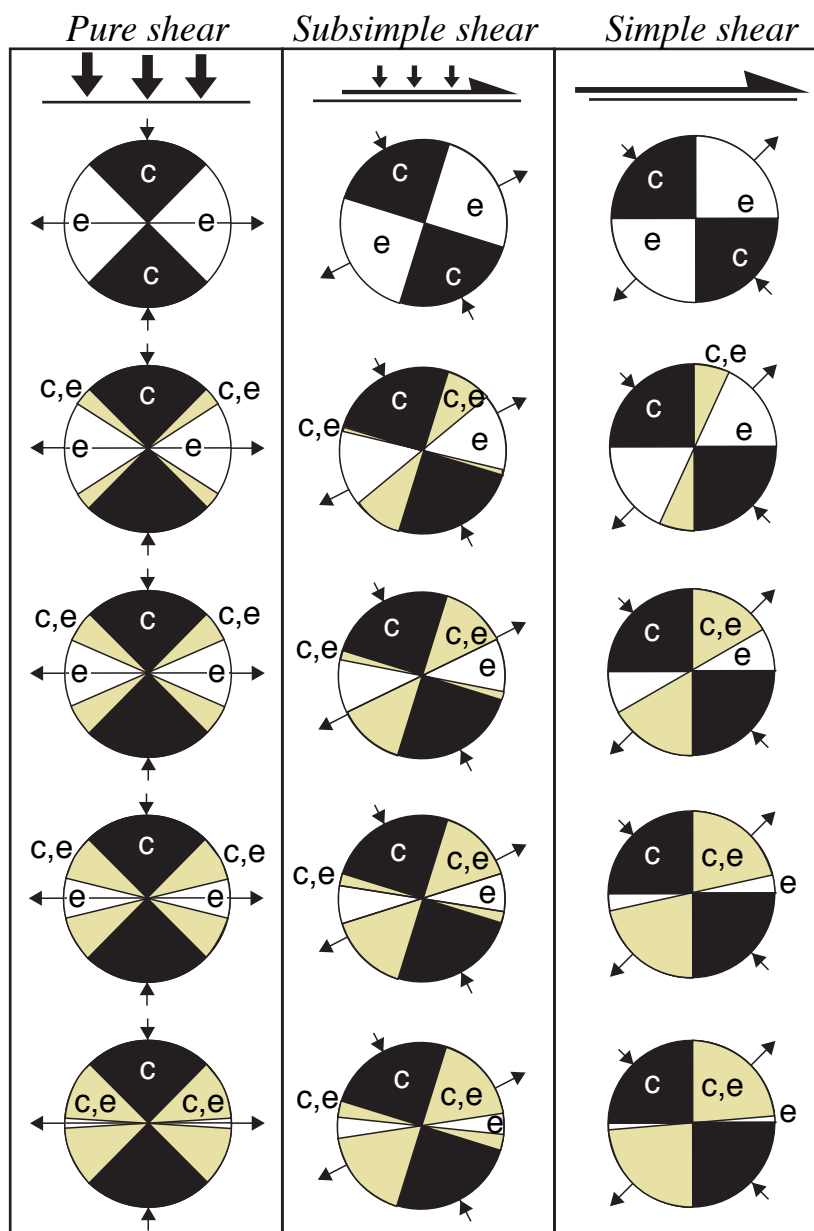 Pure shear Subsimple shear Simple shear
c c c
e e e e
e
c c c
c,e
c,e c,e
c c c,e c
c,e
e e e e
c,e c,e
c c c
c,e c,e
c,e
e e e e
c,e c,e
c c c,e c,e
c,e
e e e e
c c c
c,e c,e c,e c,e c,e
e e